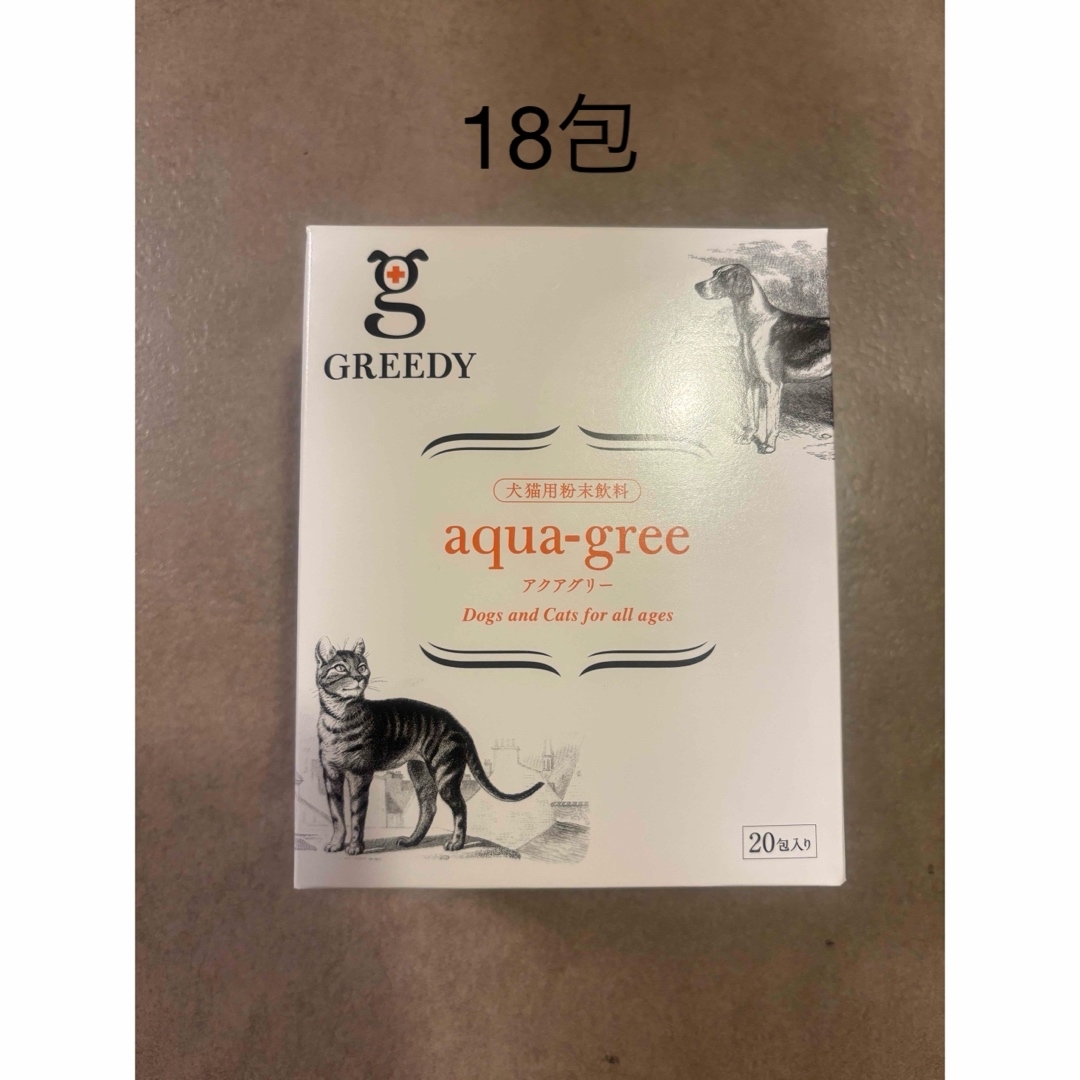 18包
GREEDY
犬猫用粉末飲料
aqua-gree
アクアグリー
Dogs and Cats for all ages
20包入り